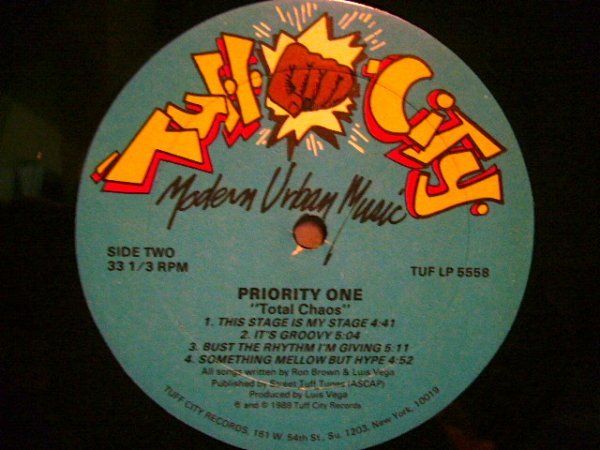 Tuff City
Modern Urban Music
SIDE TWO
33 1/3 RPM
TUF LP 5558
PRIORITY ONE
"Total Chaos"
1. THIS STAGE IS MY STAGE 4:41
2. IT'S GROOVY 5:04
3. BUST THE RHYTHM I'M GIVING 5:11
4. SOMETHING MELLOW BUT HYPE 4:52
All songs written by Ron Brown & Luis Vega
Published by Street Tuff Tunes (ASCAP)
Produced by Luis Vega
℗ and © 1988 Tuff City Records
TUFF CITY RECORDS, 161 W. 54th St., Su. 1203, New York, 10019